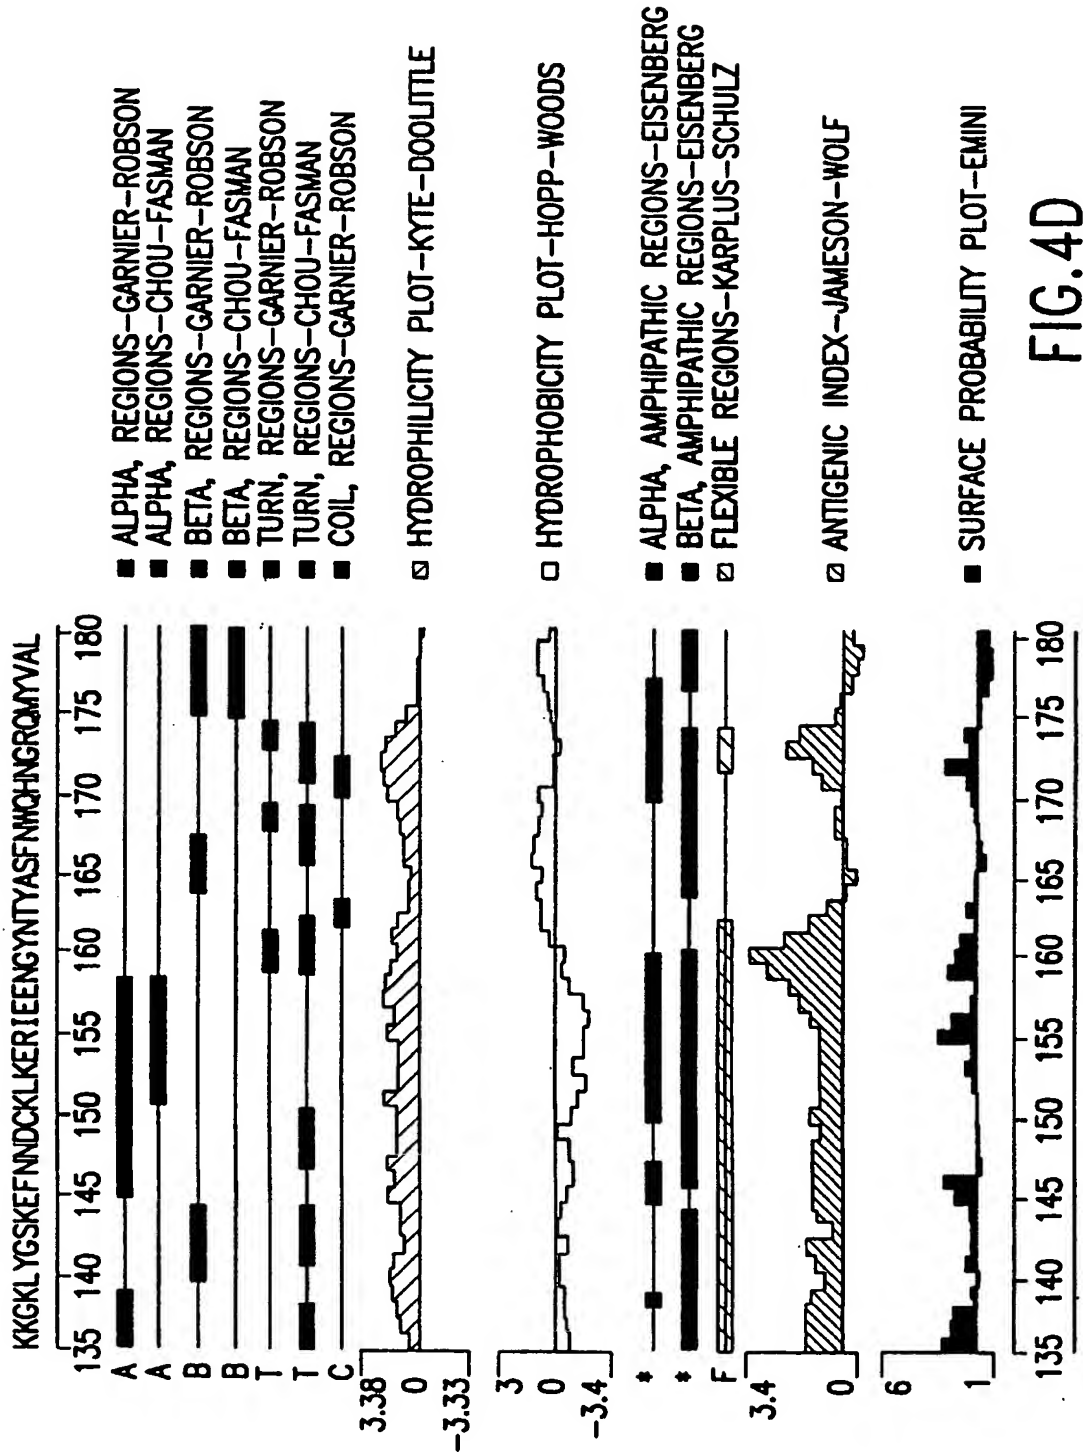 KKGKLYGSKEFNNDCKLKERIEENGYNTYASFNWQHNGRQMYVAL
135 140 145 150 155 160 165 170 175 180
A ALPHA, REGIONS-GARNIER-ROBSON
A ALPHA, REGIONS-CHOU-FASMAN
B BETA, REGIONS-GARNIER-ROBSON
B BETA, REGIONS-CHOU-FASMAN
T TURN, REGIONS-GARNIER-ROBSON
T TURN, REGIONS-CHOU-FASMAN
C COIL, REGIONS-GARNIER-ROBSON
3.38
0 HYDROPHILICITY PLOT-KYTE-DOOLITTLE
-3.33
3
0 HYDROPHOBICITY PLOT-HOPP-WOODS
-3.4
* ALPHA, AMPHIPATHIC REGIONS-EISENBERG
* BETA, AMPHIPATHIC REGIONS-EISENBERG
F FLEXIBLE REGIONS-KARPLUS-SCHULZ
3.4
ANTIGENIC INDEX-JAMESON-WOLF
0
6
1 SURFACE PROBABILITY PLOT-EMINI
135 140 145 150 155 160 165 170 175 180
FIG.4D